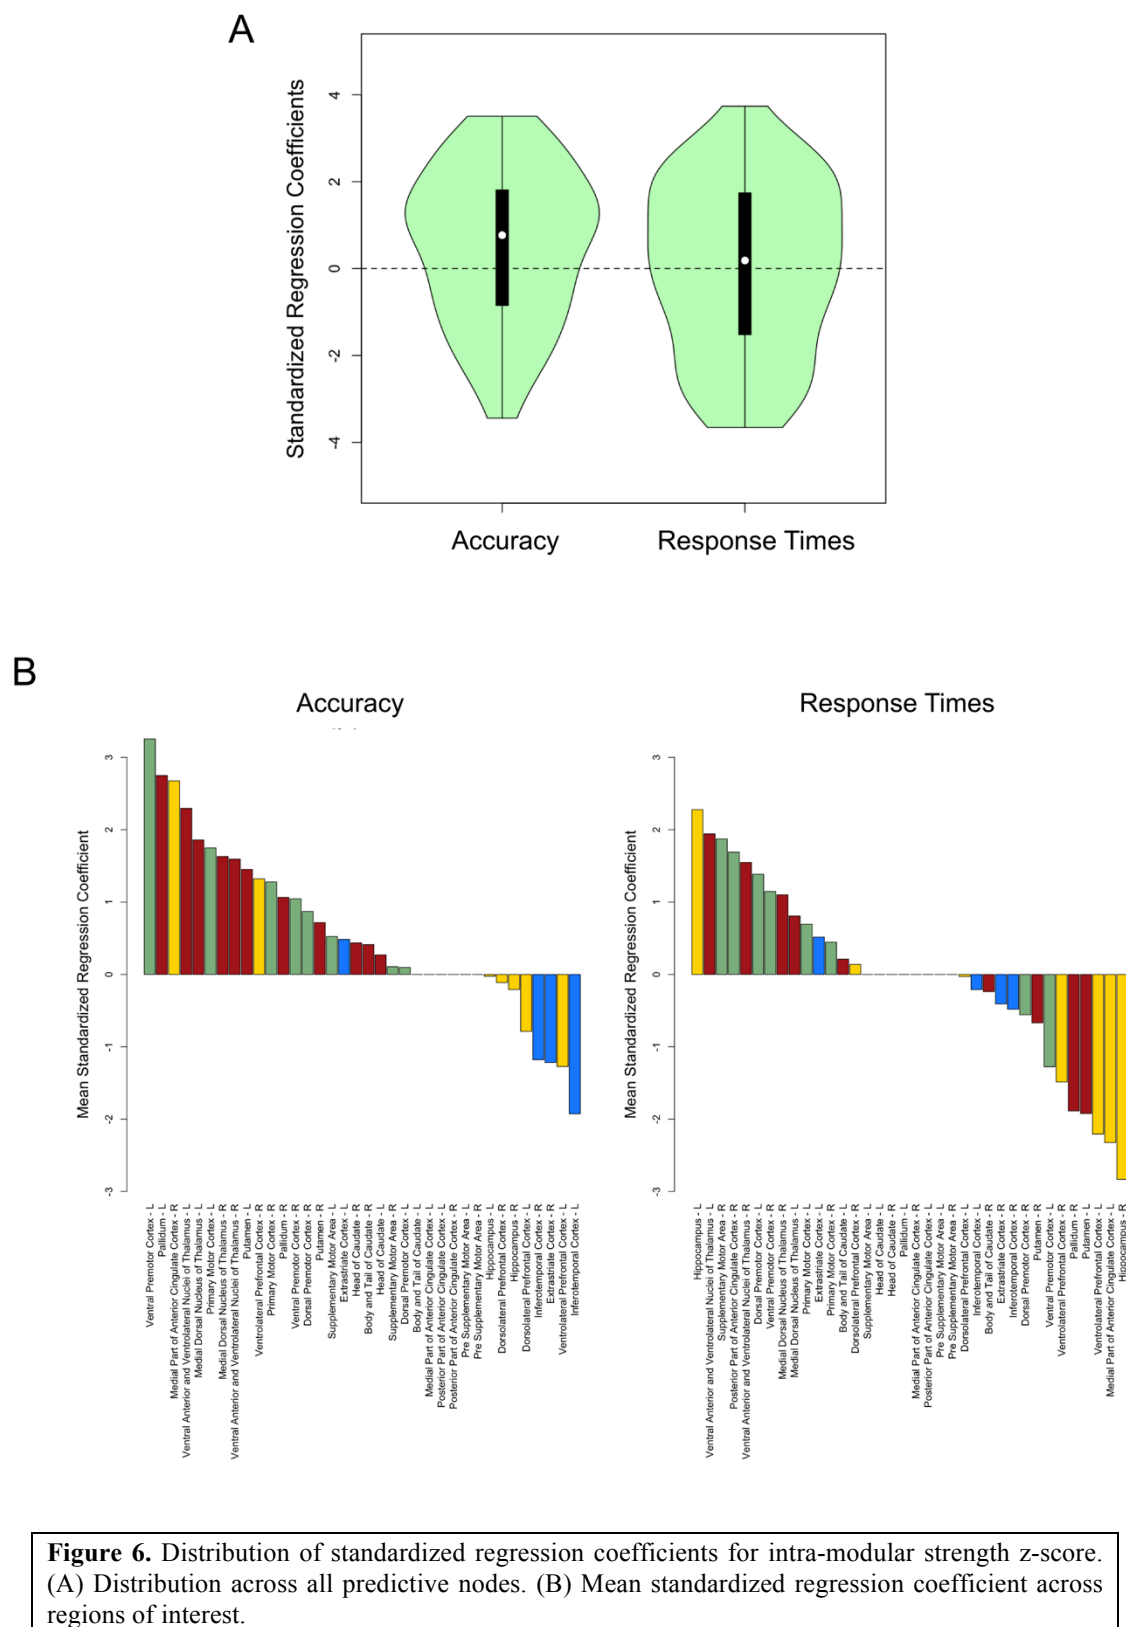 A
Standardized Regression Coefficients
4
2
0
-2
-4
Accuracy
Response Times
B
Accuracy
Mean Standardized Regression Coefficient
3
2
1
0
-1
-2
-3
Ventral Premotor Cortex - L
Pallidum - L
Medial Part of Anterior Cingulate Cortex - R
Ventral Anterior and Ventrolateral Nuclei of Thalamus - L
Medial Dorsal Nucleus of Thalamus - L
Primary Motor Cortex - L
Medial Dorsal Nucleus of Thalamus - R
Ventral Anterior and Ventrolateral Nuclei of Thalamus - R
Putamen - L
Ventrolateral Prefrontal Cortex - R
Primary Motor Cortex - R
Pallidum - R
Ventral Premotor Cortex - R
Dorsal Premotor Cortex - R
Putamen - R
Supplementary Motor Area - L
Extrastriate Cortex - L
Head of Caudate - R
Body and Tail of Caudate - R
Head of Caudate - L
Supplementary Motor Area - R
Dorsal Premotor Cortex - L
Body and Tail of Caudate - L
Medial Part of Anterior Cingulate Cortex - L
Posterior Part of Anterior Cingulate Cortex - L
Posterior Part of Anterior Cingulate Cortex - R
Pre Supplementary Motor Area - L
Pre Supplementary Motor Area - R
Hippocampus - L
Dorsolateral Prefrontal Cortex - R
Hippocampus - R
Dorsolateral Prefrontal Cortex - L
Inferotemporal Cortex - R
Extrastriate Cortex - R
Ventrolateral Prefrontal Cortex - L
Inferotemporal Cortex - L
Response Times
Mean Standardized Regression Coefficient
3
2
1
0
-1
-2
-3
Hippocampus - L
Ventral Anterior and Ventrolateral Nuclei of Thalamus - L
Supplementary Motor Area - R
Posterior Part of Anterior Cingulate Cortex - R
Ventral Anterior and Ventrolateral Nuclei of Thalamus - R
Dorsal Premotor Cortex - L
Ventral Premotor Cortex - R
Medial Dorsal Nucleus of Thalamus - R
Medial Dorsal Nucleus of Thalamus - L
Primary Motor Cortex - L
Extrastriate Cortex - L
Primary Motor Cortex - R
Body and Tail of Caudate - L
Dorsolateral Prefrontal Cortex - R
Supplementary Motor Area - L
Head of Caudate - L
Head of Caudate - R
Pallidum - L
Medial Part of Anterior Cingulate Cortex - R
Posterior Part of Anterior Cingulate Cortex - L
Pre Supplementary Motor Area - L
Pre Supplementary Motor Area - R
Dorsolateral Prefrontal Cortex - L
Inferotemporal Cortex - L
Body and Tail of Caudate - R
Extrastriate Cortex - R
Inferotemporal Cortex - R
Dorsal Premotor Cortex - R
Putamen - R
Ventral Premotor Cortex - L
Ventrolateral Prefrontal Cortex - R
Pallidum - R
Putamen - L
Ventrolateral Prefrontal Cortex - L
Medial Part of Anterior Cingulate Cortex - L
Hippocampus - R
Figure 6. Distribution of standardized regression coefficients for intra-modular strength z-score.
(A) Distribution across all predictive nodes. (B) Mean standardized regression coefficient across
regions of interest.